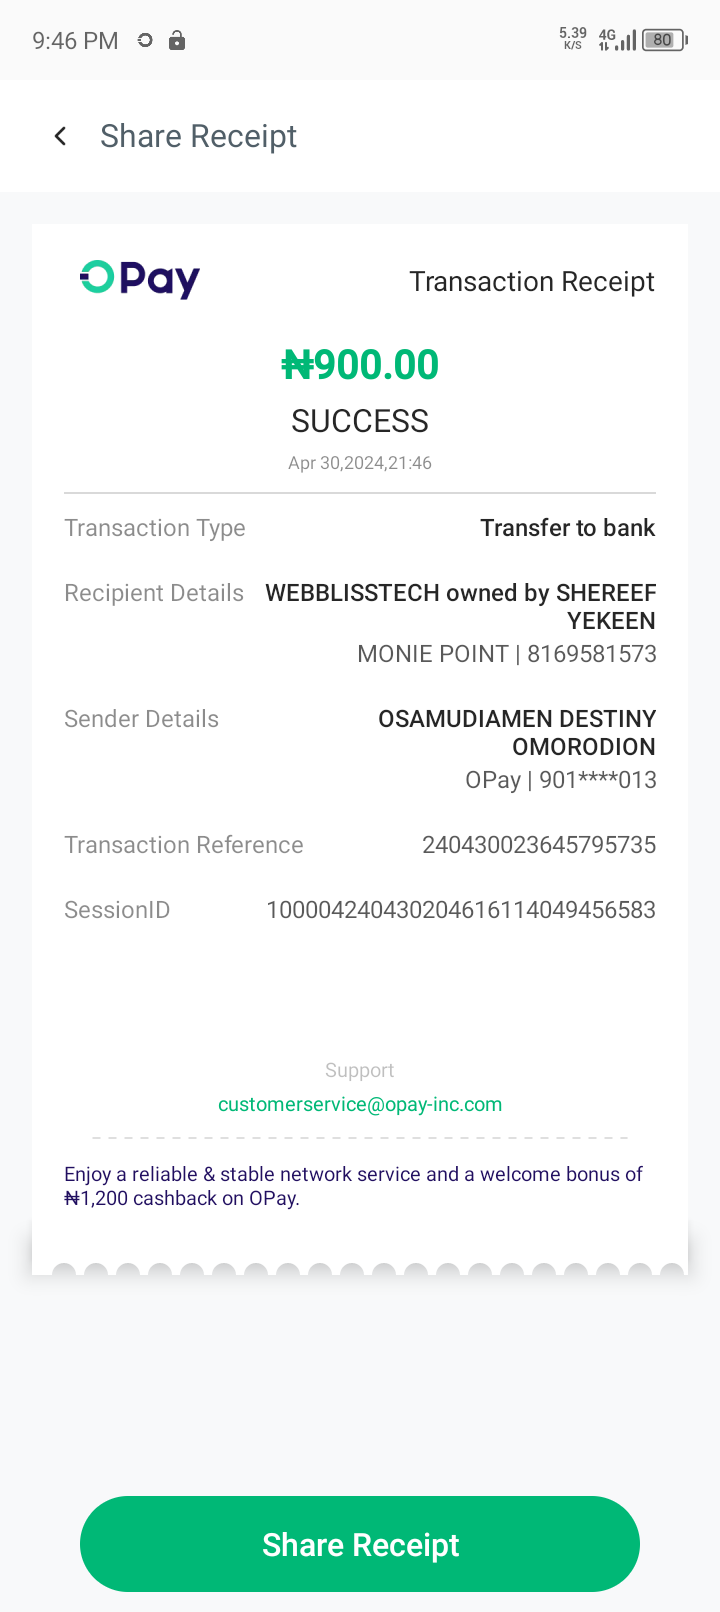 9:46 PM
5.39 K/S 4G 80
Share Receipt
OPay
Transaction Receipt
₦900.00
SUCCESS
Apr 30,2024,21:46
Transaction Type Transfer to bank
Recipient Details WEBBLISSTECH owned by SHEREEF
YEKEEN
MONIE POINT | 8169581573
Sender Details OSAMUDIAMEN DESTINY
OMORODION
OPay | 901****013
Transaction Reference 240430023645795735
SessionID 100004240430204616114049456583
Support
customerservice@opay-inc.com
Enjoy a reliable & stable network service and a welcome bonus of
₦1,200 cashback on OPay.
Share Receipt